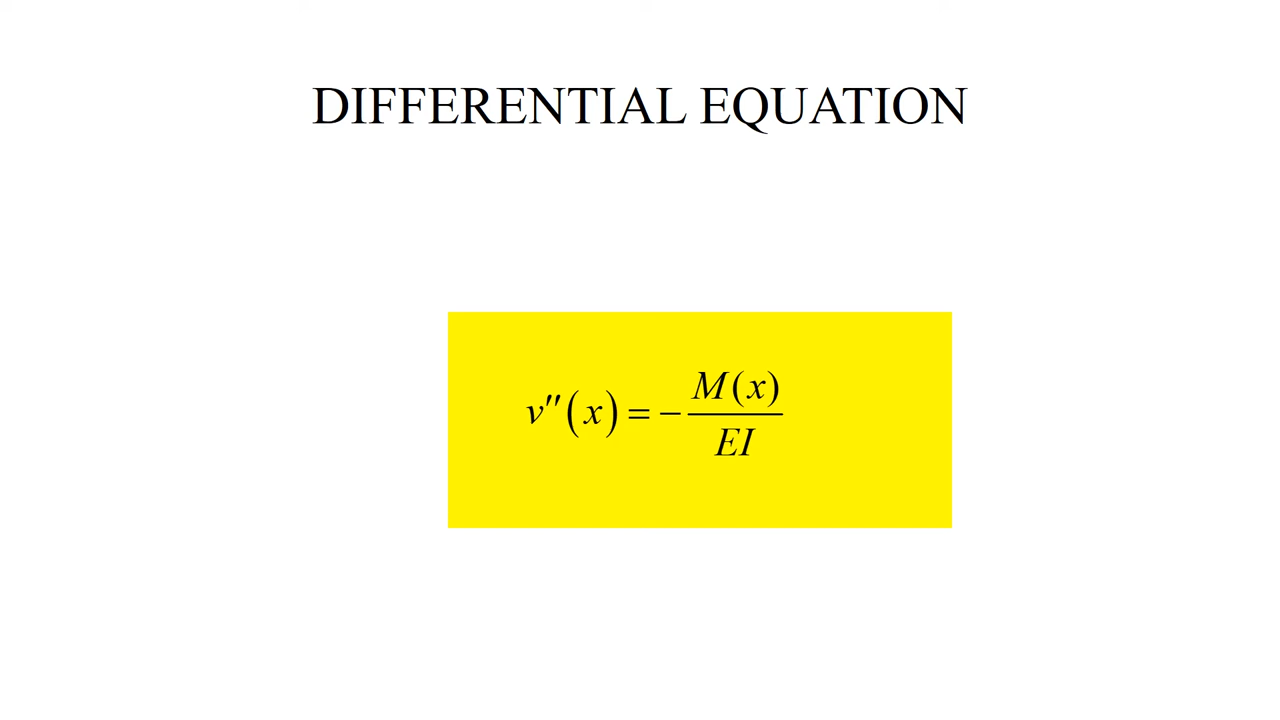 DIFFERENTIAL EQUATION
v″(x) = − M(x) / EI